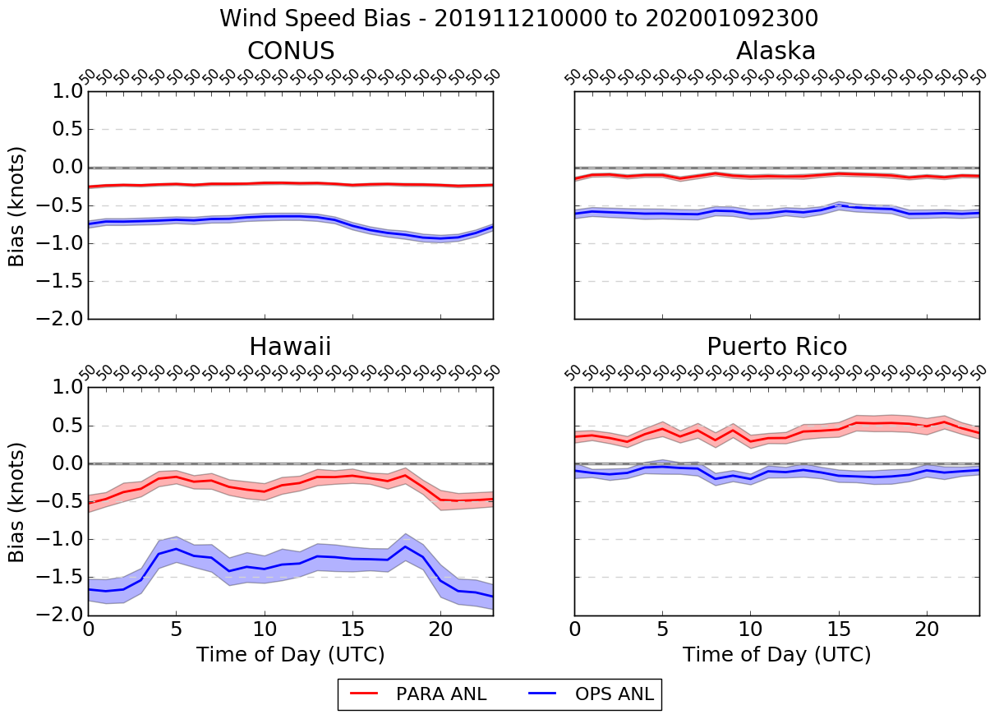 Wind Speed Bias - 201911210000 to 202001092300
CONUS
50 50 50 50 50 50 50 50 50 50 50 50 50 50 50 50 50 50 50 50 50 50 50 50
1.0
0.5
0.0
−0.5
−1.0
−1.5
−2.0
Bias (knots)
Alaska
50 50 50 50 50 50 50 50 50 50 50 50 50 50 50 50 50 50 50 50 50 50 50 50
Hawaii
50 50 50 50 50 50 50 50 50 50 50 50 50 50 50 50 50 50 50 50 50 50 50 50
1.0
0.5
0.0
−0.5
−1.0
−1.5
−2.0
Bias (knots)
0 5 10 15 20
Time of Day (UTC)
Puerto Rico
50 50 50 50 50 50 50 50 50 50 50 50 50 50 50 50 50 50 50 50 50 50 50 50
0 5 10 15 20
Time of Day (UTC)
PARA ANL OPS ANL